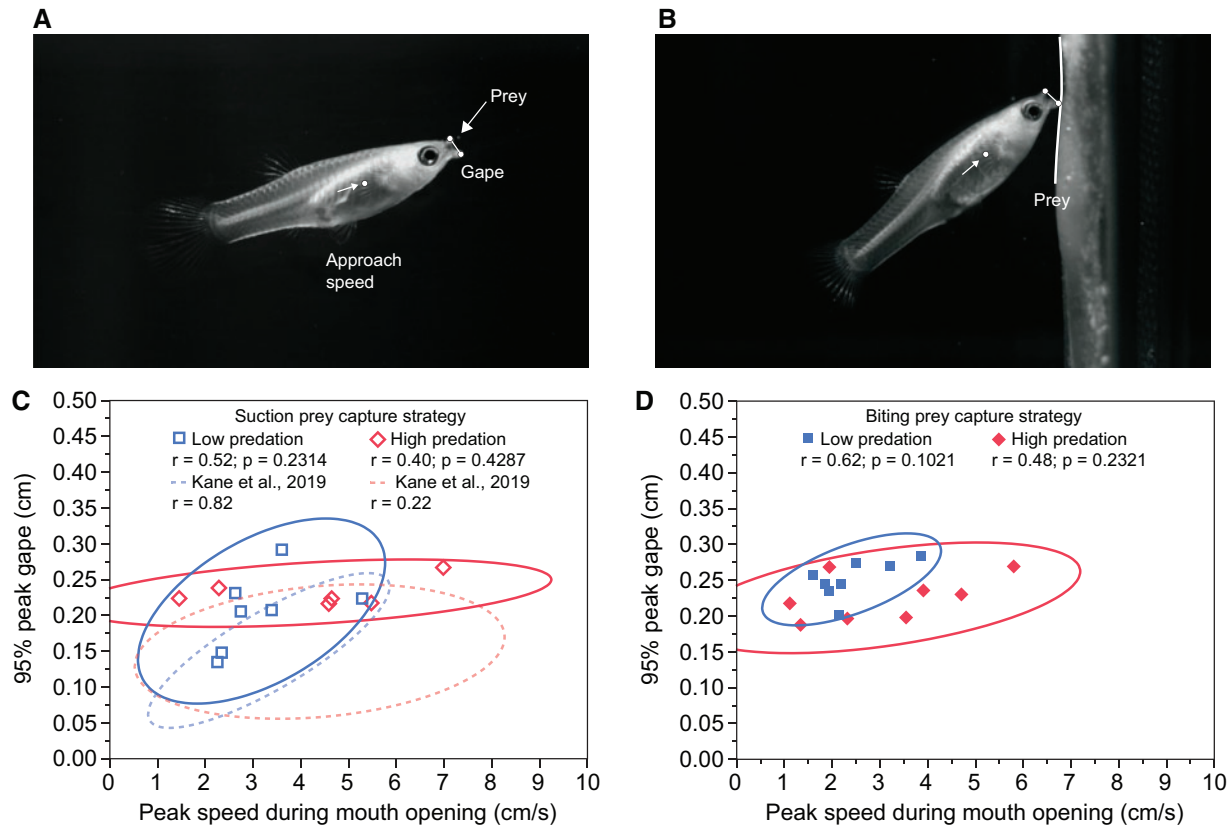 A
Prey
Gape
Approach
speed
B
Prey
C
Suction prey capture strategy
Low predation
r = 0.52; p = 0.2314
Kane et al., 2019
r = 0.82
High predation
r = 0.40; p = 0.4287
Kane et al., 2019
r = 0.22
95% peak gape (cm)
0.50
0.45
0.40
0.35
0.30
0.25
0.20
0.15
0.10
0.05
0.00
0 1 2 3 4 5 6 7 8 9 10
Peak speed during mouth opening (cm/s)
D
Biting prey capture strategy
Low predation
r = 0.62; p = 0.1021
High predation
r = 0.48; p = 0.2321
95% peak gape (cm)
0.50
0.45
0.40
0.35
0.30
0.25
0.20
0.15
0.10
0.05
0.00
0 1 2 3 4 5 6 7 8 9 10
Peak speed during mouth opening (cm/s)